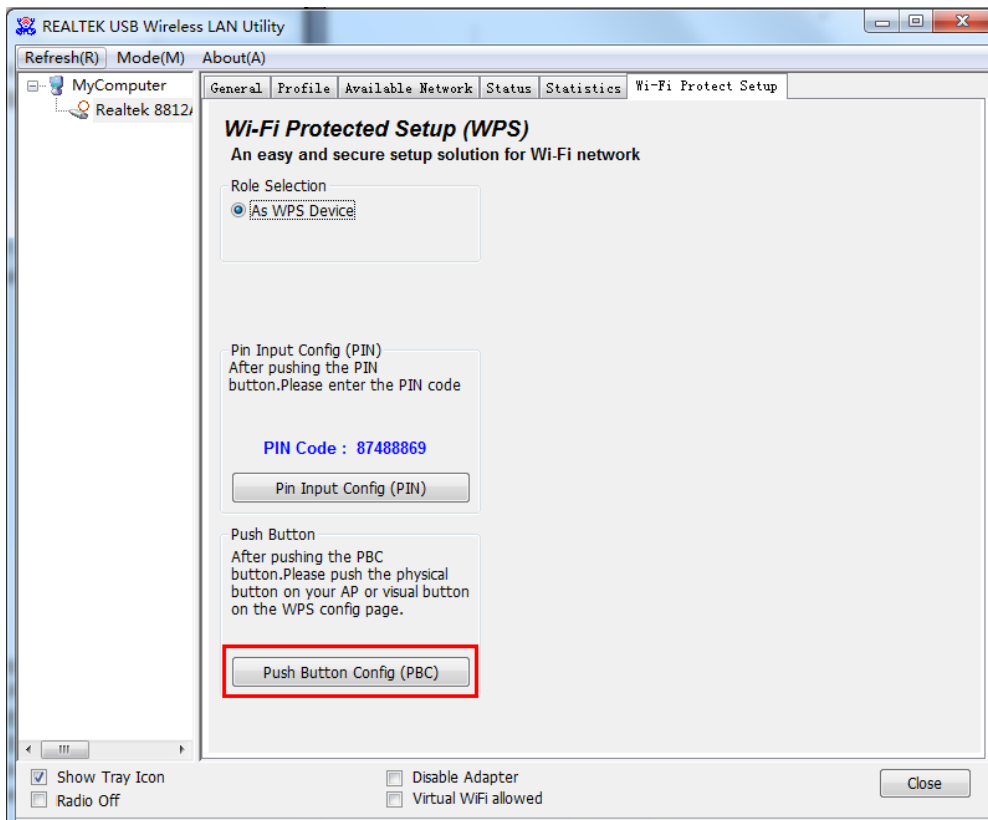 REALTEK USB Wireless LAN Utility
Refresh(R) Mode(M) About(A)
MyComputer
Realtek 8812A
General Profile Available Network Status Statistics Wi-Fi Protect Setup
Wi-Fi Protected Setup (WPS)
An easy and secure setup solution for Wi-Fi network
Role Selection
As WPS Device
Pin Input Config (PIN)
After pushing the PIN
button.Please enter the PIN code
PIN Code : 87488869
Pin Input Config (PIN)
Push Button
After pushing the PBC
button.Please push the physical
button on your AP or visual button
on the WPS config page.
Push Button Config (PBC)
Show Tray Icon
Radio Off
Disable Adapter
Virtual WiFi allowed
Close